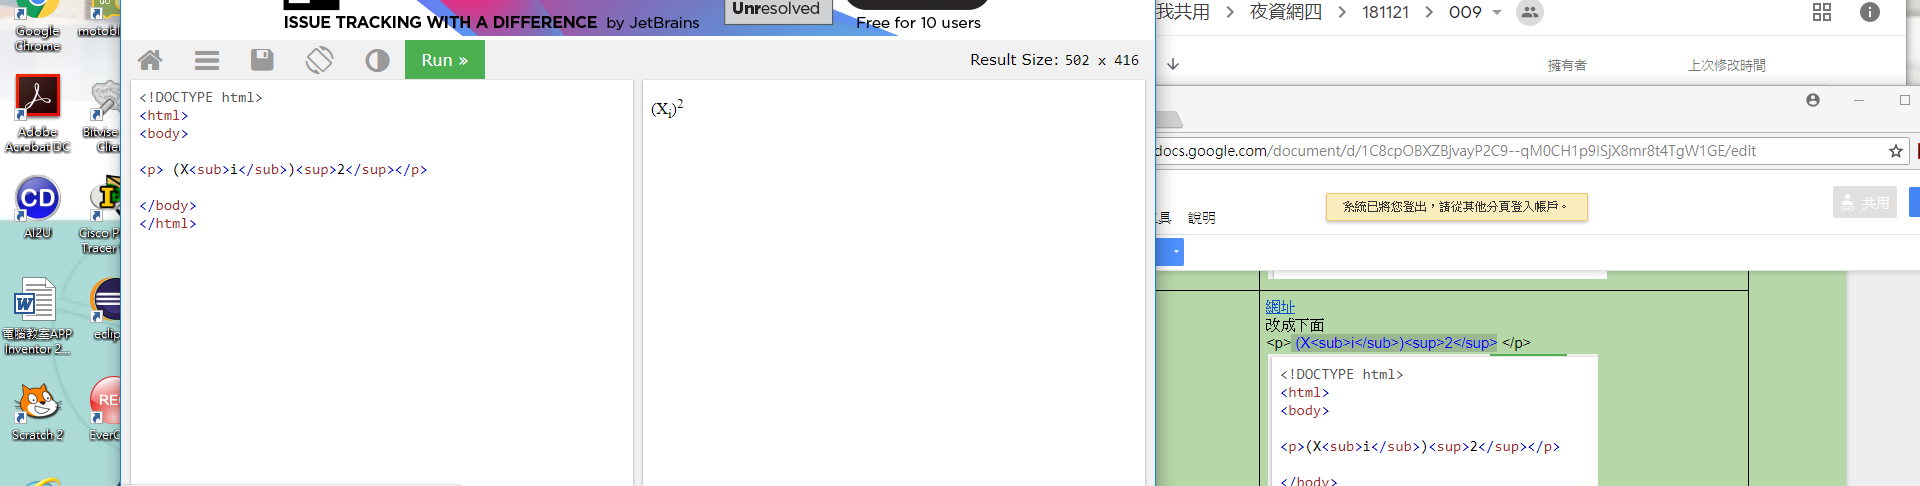 Google
Chrome
motobl
Adobe
Acrobat DC
Bitvise
Clie
CD
AI2U
Cisco P
Tracer
W
電腦教室APP
Inventor 2...
eclip
Scratch 2
REC
EverC
ISSUE TRACKING WITH A DIFFERENCE by JetBrains
Unresolved
Free for 10 users
Run »
Result Size: 502 x 416
<!DOCTYPE html>
<html>
<body>
<p> (X<sub>i</sub>)<sup>2</sup></p>
</body>
</html>
(Xi)2
我共用 > 夜資網四 > 181121 > 009
擁有者 上次修改時間
docs.google.com/document/d/1C8cpOBXZBjvayP2C9--qM0CH1p9ISjX8mr8t4TgW1GE/edit
系統已將您登出，請從其他分頁登入帳戶。
共用
工具 說明
網址
改成下面
<p> (X<sub>i</sub>)<sup>2</sup> </p>
<!DOCTYPE html>
<html>
<body>
<p>(X<sub>i</sub>)<sup>2</sup></p>
</body>